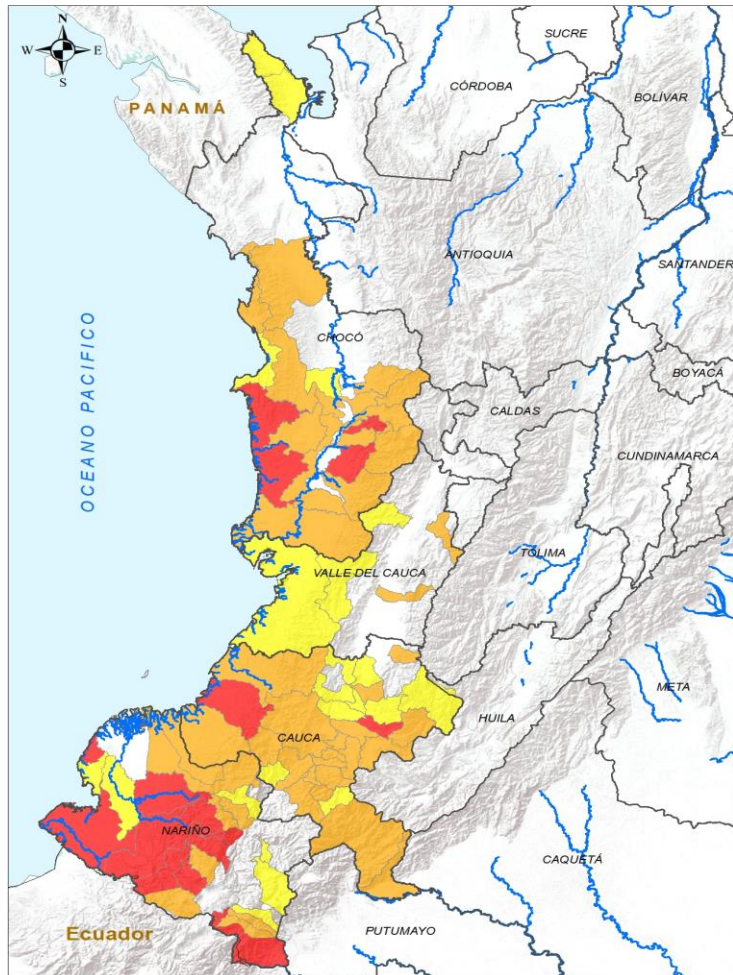 N
W E
S
SUCRE
CÓRDOBA
BOLÍVAR
PANAMÁ
ANTIOQUIA
SANTANDER
OCEANO PACIFICO
CHOCÓ
BOYACÁ
CALDAS
CUNDINAMARCA
TOLIMA
VALLE DEL CAUCA
META
HUILA
CAUCA
NARIÑO
CAQUETÁ
Ecuador
PUTUMAYO